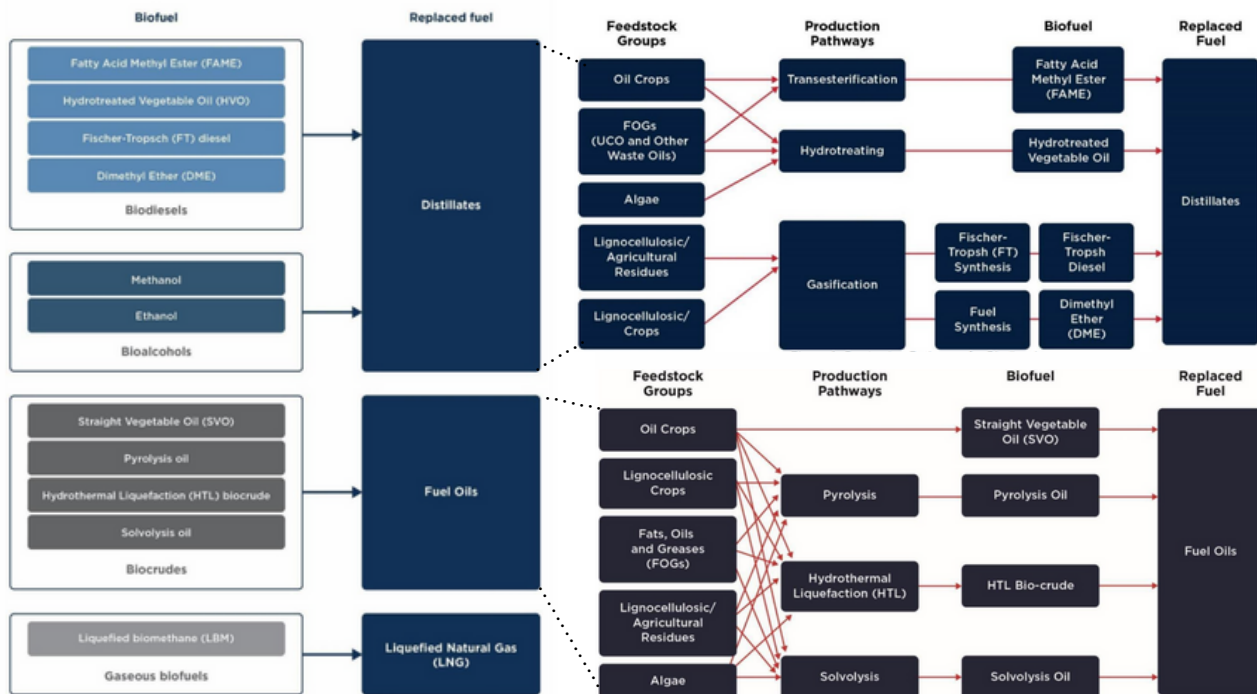 Biofuel
Replaced fuel
Fatty Acid Methyl Ester (FAME)
Hydrotreated Vegetable Oil (HVO)
Fischer-Tropsch (FT) diesel
Dimethyl Ether (DME)
Biodiesels
Distillates
Methanol
Ethanol
Bioalcohols
Straight Vegetable Oil (SVO)
Pyrolysis oil
Hydrothermal Liquefaction (HTL) biocrude
Solvolysis oil
Biocrudes
Fuel Oils
Liquefied biomethane (LBM)
Gaseous biofuels
Liquefied Natural Gas
(LNG)
Feedstock
Groups
Production
Pathways
Biofuel
Replaced
Fuel
Oil Crops
Transesterification
Fatty Acid
Methyl Ester
(FAME)
FOGs
(UCO and Other
Waste Oils)
Hydrotreating
Hydrotreated
Vegetable Oil
Algae
Distillates
Lignocellulosic/
Agricultural
Residues
Gasification
Fischer-
Tropsh (FT)
Synthesis
Fischer-
Tropsh
Diesel
Lignocellulosic/
Crops
Fuel
Synthesis
Dimethyl
Ether
(DME)
Feedstock
Groups
Production
Pathways
Biofuel
Replaced
Fuel
Oil Crops
Straight Vegetable
Oil (SVO)
Lignocellulosic
Crops
Pyrolysis
Pyrolysis Oil
Fats, Oils
and Greases
(FOGs)
Fuel Oils
Hydrothermal
Liquefaction (HTL)
HTL Bio-crude
Lignocellulosic/
Agricultural
Residues
Algae
Solvolysis
Solvolysis Oil